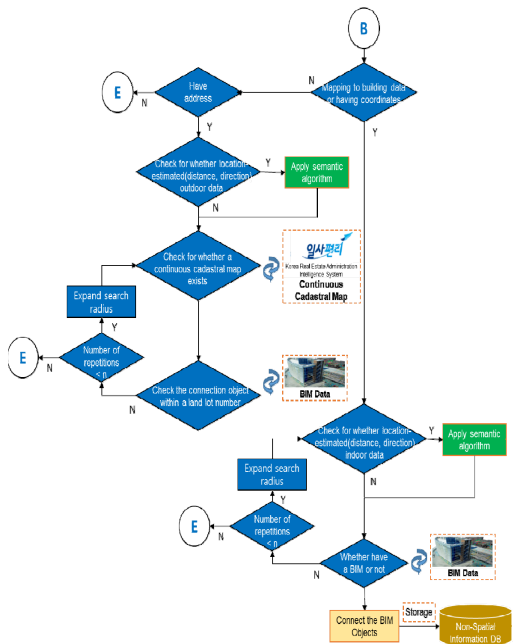 B
Mapping to building data
or having coordinates
N
Y
Have
address
N
E
Y
Check for whether location-
estimated(distance, direction)
outdoor data
Y
Apply semantic
algorithm
N
Check for whether a
continuous cadastral map
exists
일사편리
Korea Real Estate Administration
Intelligence System
Continuous
Cadastral Map
Expand search
radius
Y
Number of
repetitions
< n
N
E
Check the connection object
within a land lot number
N
BIM Data
Check for whether location-
estimated(distance, direction)
indoor data
Y
Apply semantic
algorithm
N
Expand search
radius
Y
Number of
repetitions
< n
N
E
Whether have
a BIM or not
N
BIM Data
Y
Connect the BIM
Objects
Storage
Non-Spatial
Information DB